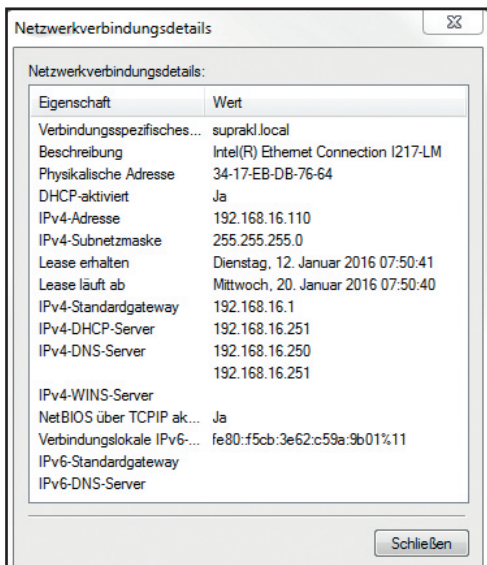 Netzwerkverbindungsdetails
Netzwerkverbindungsdetails:
Eigenschaft Wert
Verbindungsspezifisches... suprakl.local
Beschreibung Intel(R) Ethernet Connection I217-LM
Physikalische Adresse 34-17-EB-DB-76-64
DHCP-aktiviert Ja
IPv4-Adresse 192.168.16.110
IPv4-Subnetzmaske 255.255.255.0
Lease erhalten Dienstag, 12. Januar 2016 07:50:41
Lease läuft ab Mittwoch, 20. Januar 2016 07:50:40
IPv4-Standardgateway 192.168.16.1
IPv4-DHCP-Server 192.168.16.251
IPv4-DNS-Server 192.168.16.250
192.168.16.251
IPv4-WINS-Server
NetBIOS über TCPIP ak... Ja
Verbindungslokale IPv6-... fe80::f5cb:3e62:c59a:9b01%11
IPv6-Standardgateway
IPv6-DNS-Server
Schließen